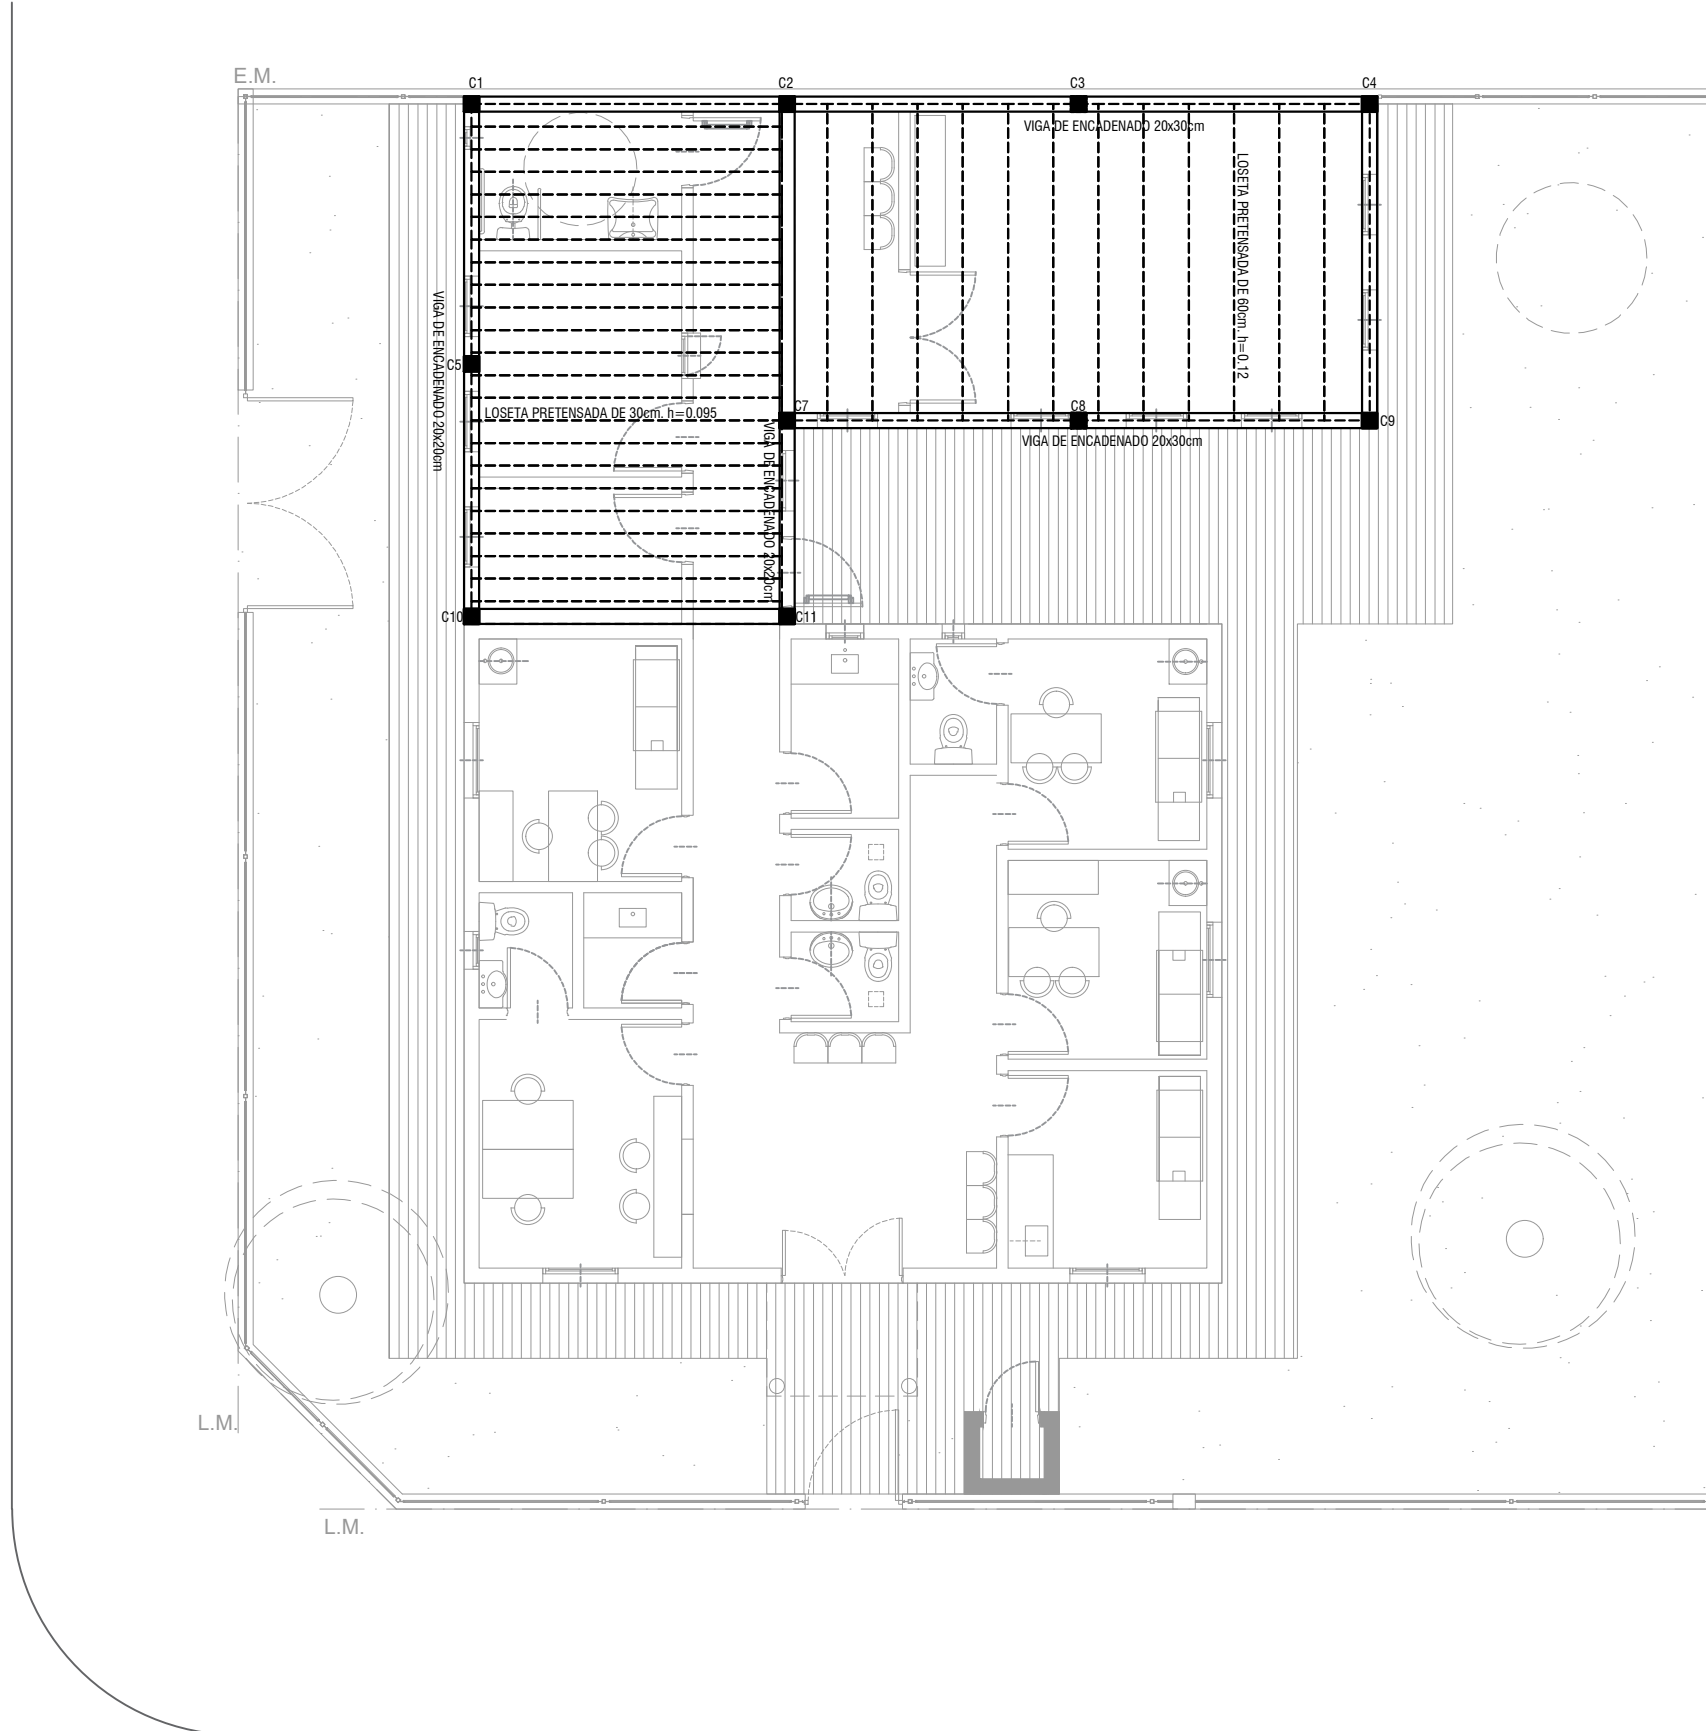 E.M.
C1
C2
C3
C4
VIGA DE ENCADENADO 20x30cm
LOSETA PRETENSADA DE 60cm. h=0.12
VIGA DE ENCADENADO 20x20cm
C5
LOSETA PRETENSADA DE 30cm. h=0.095
C7
C8
C9
VIGA DE ENCADENADO 20x30cm
VIGA DE ENCADENADO 20x20cm
C10
C11
L.M.
L.M.